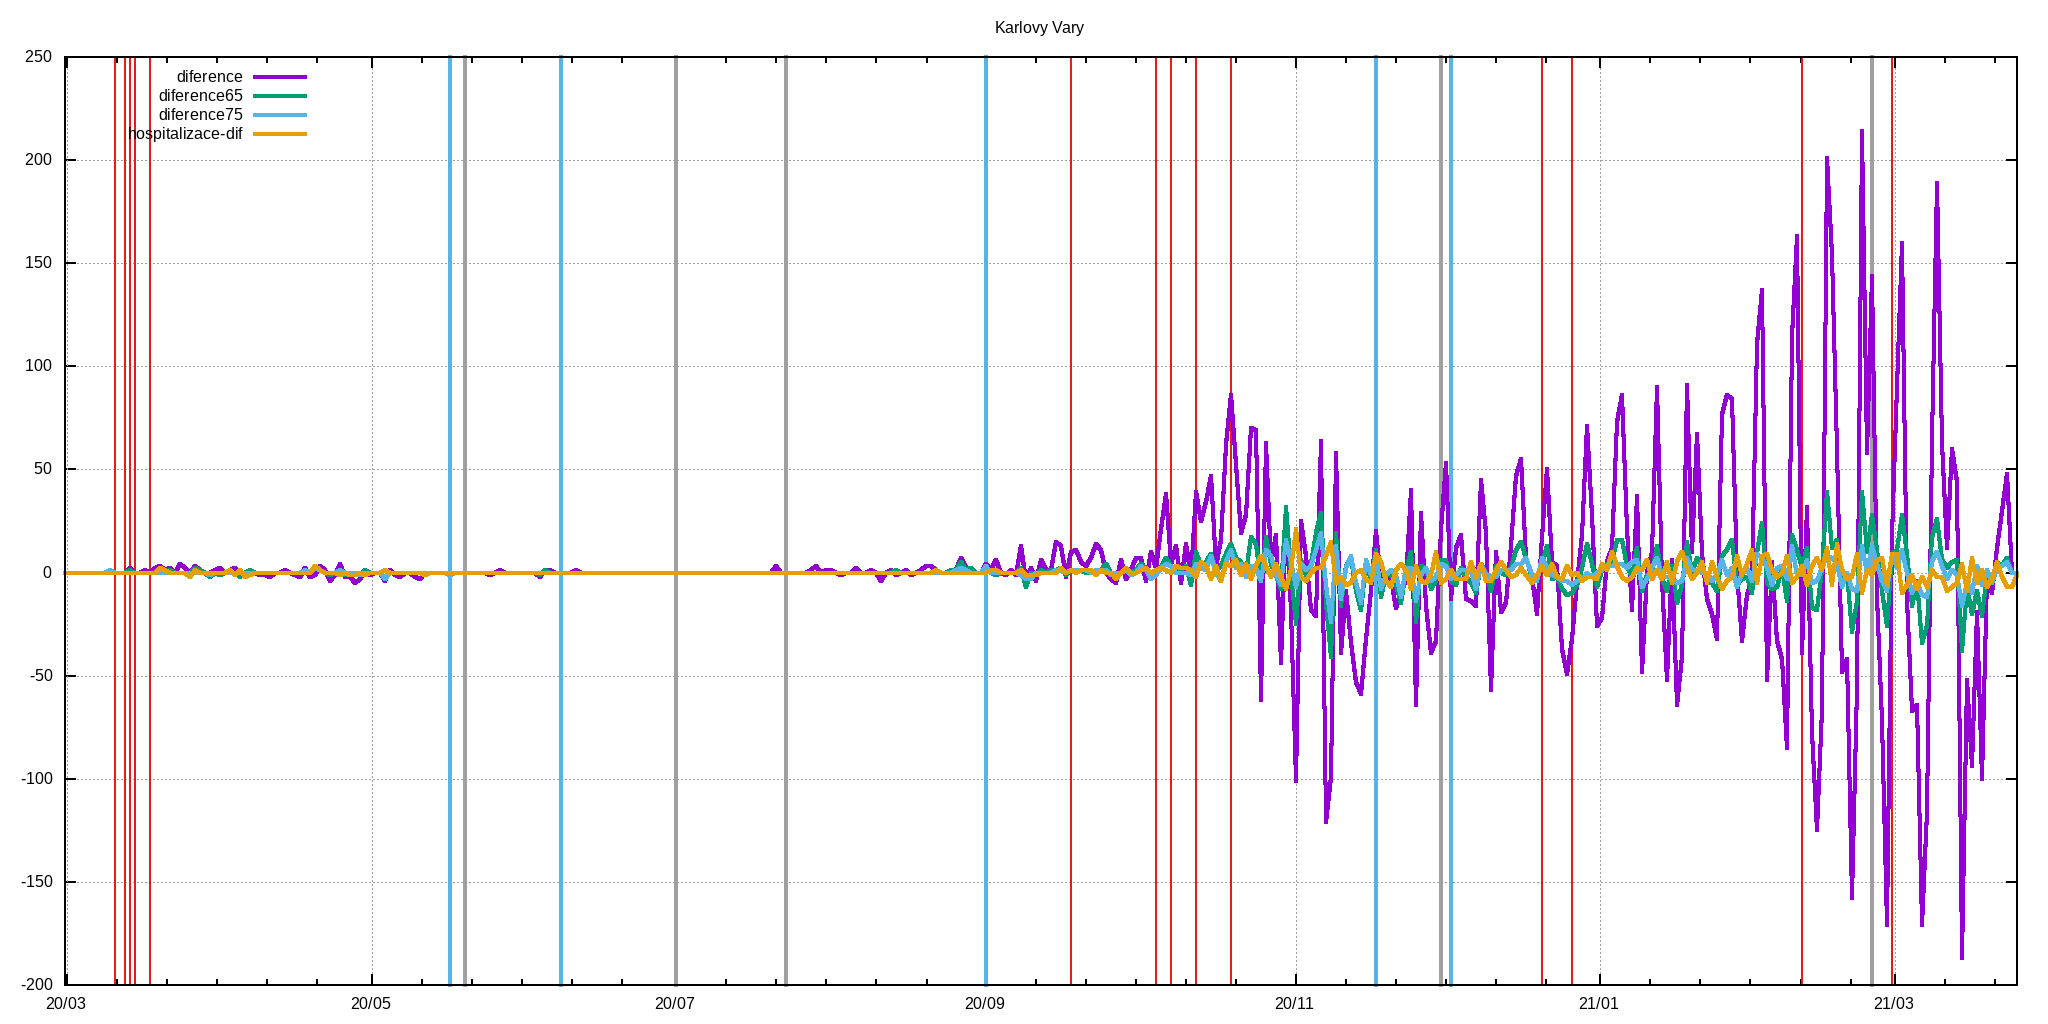 Karlovy Vary
250
200
150
100
50
0
-50
-100
-150
-200
diference
diference65
diference75
hospitalizace-dif
20/03 20/05 20/07 20/09 20/11 21/01 21/03